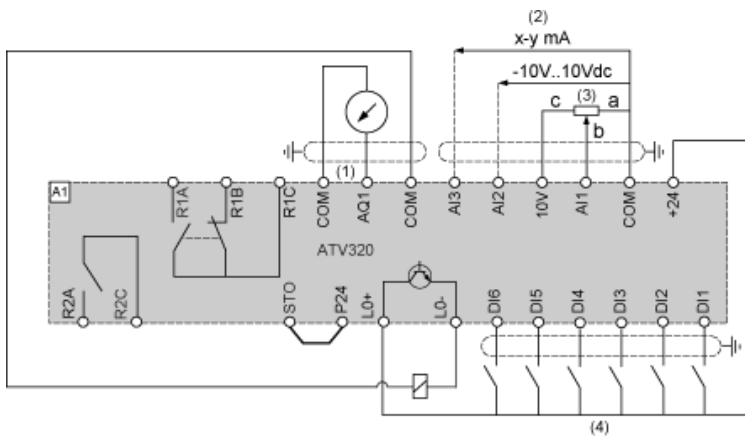 (2)
x-y mA
-10V..10Vdc
c (3) a
b
(1)
A1
R1A R1B R1C COM AQ1 COM AI3 AI2 10V AI1 COM +24
ATV320
R2A R2C STO P24 L0+ L0- DI6 DI5 DI4 DI3 DI2 DI1
(4)